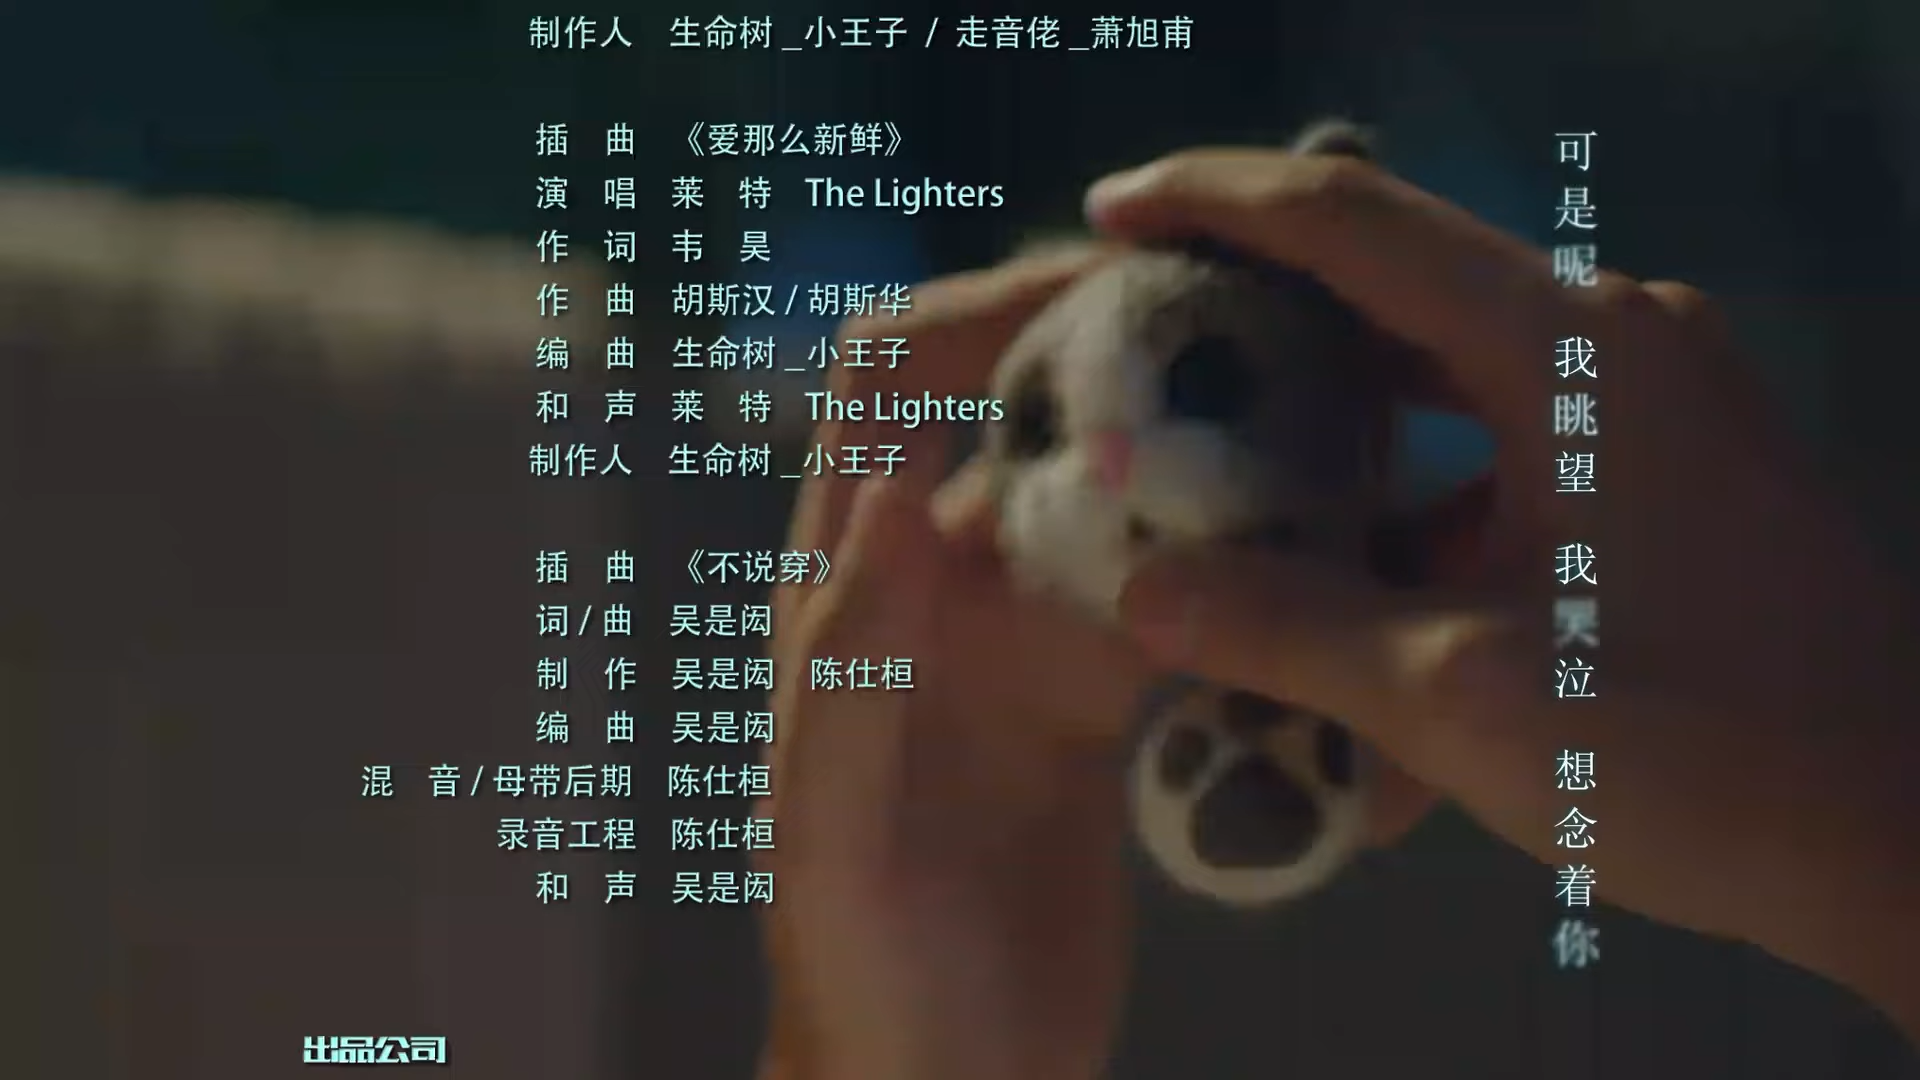 制作人 生命树_小王子 / 走音佬_萧旭甫
插 曲 《爱那么新鲜》
演 唱 莱 特 The Lighters
作 词 韦 昊
作 曲 胡斯汉 / 胡斯华
编 曲 生命树_小王子
和 声 莱 特 The Lighters
制作人 生命树_小王子
插 曲 《不说穿》
词 / 曲 吴是闳
制 作 吴是闳 陈仕桓
编 曲 吴是闳
混 音 / 母带后期 陈仕桓
录音工程 陈仕桓
和 声 吴是闳
出品公司
可是呢 我眺望 我哭泣 想念着你